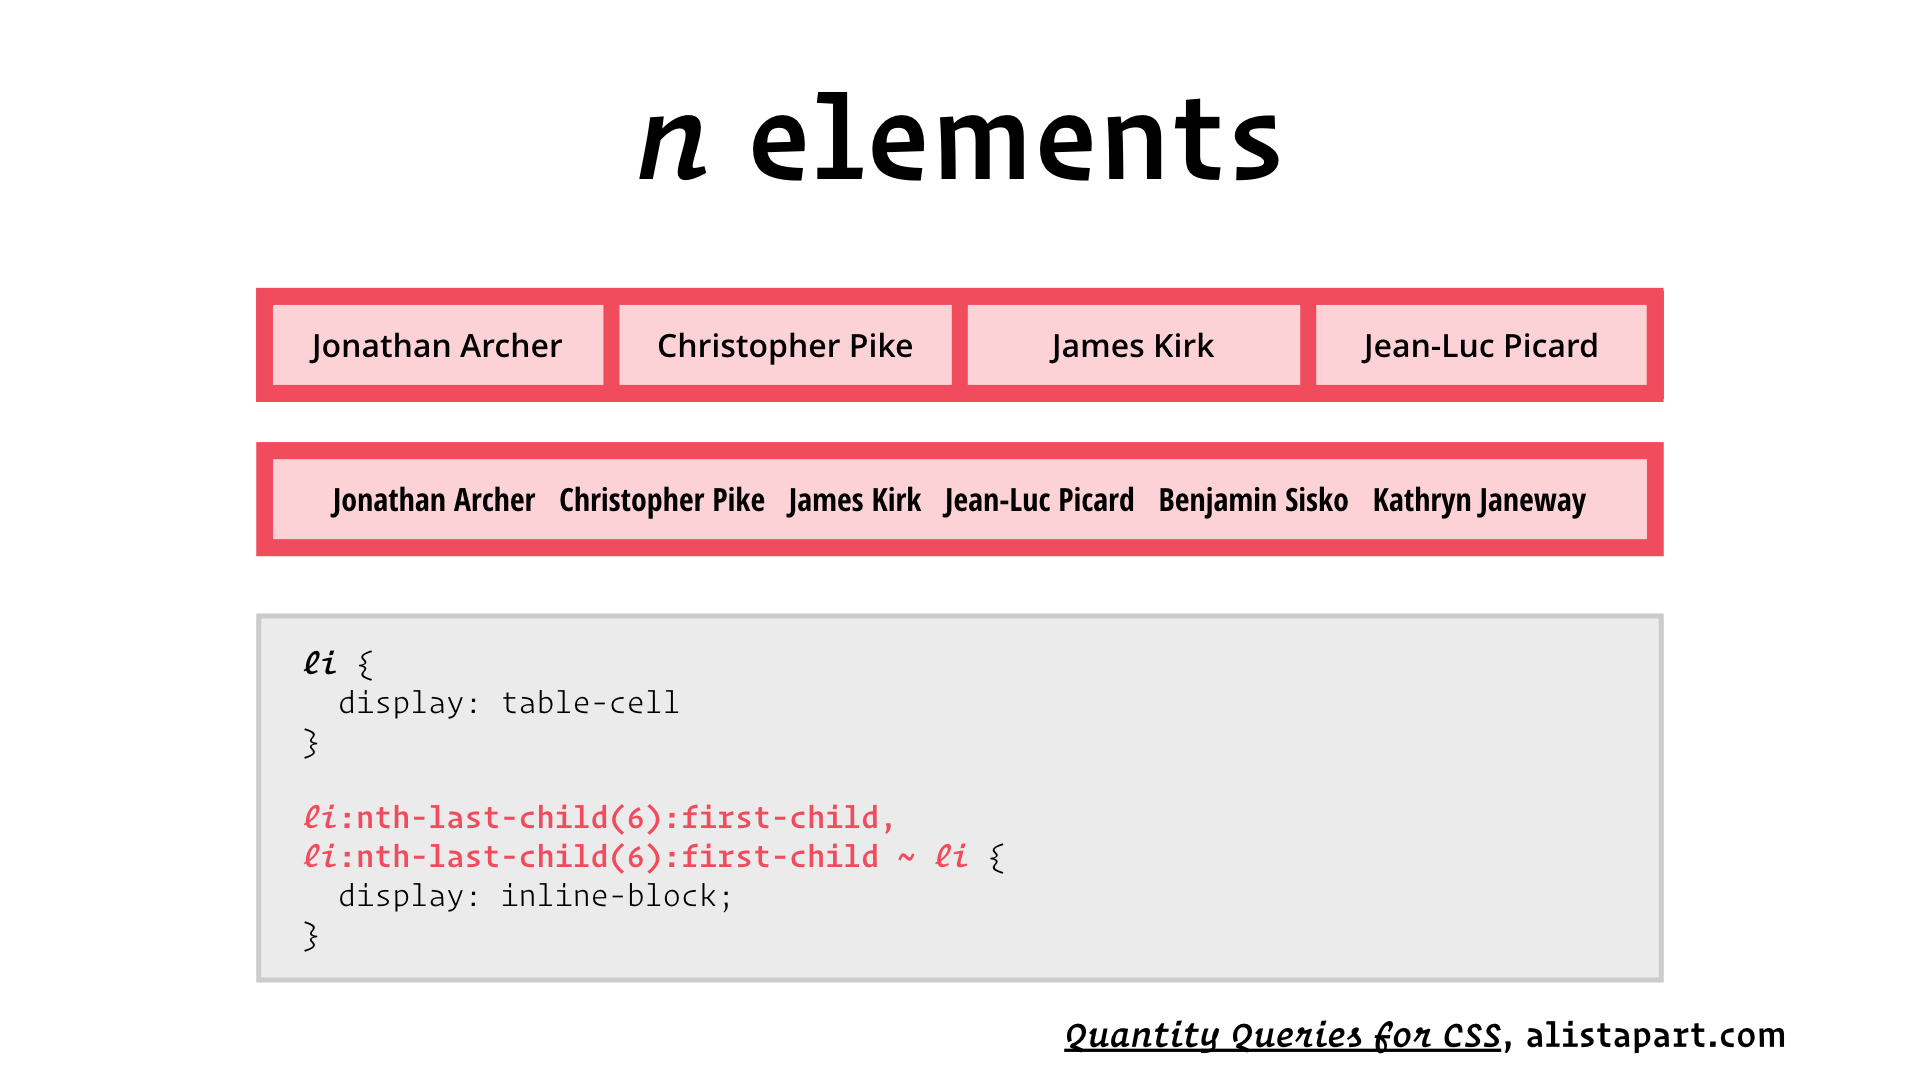 n elements
Jonathan Archer Christopher Pike James Kirk Jean-Luc Picard
Jonathan Archer Christopher Pike James Kirk Jean-Luc Picard Benjamin Sisko Kathryn Janeway
li {
  display: table-cell
}
li:nth-last-child(6):first-child,
li:nth-last-child(6):first-child ~ li {
  display: inline-block;
}
Quantity Queries for CSS, alistapart.com